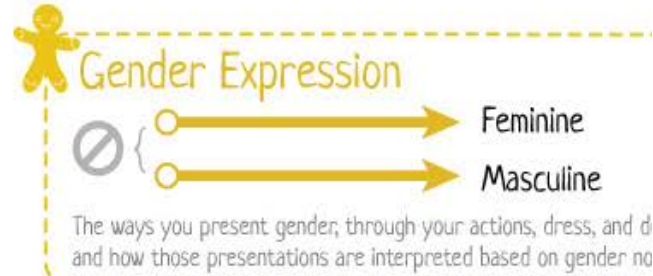 Gender Expression
Feminine
Masculine
The ways you present gender, through your actions, dress, and
and how those presentations are interpreted based on gender